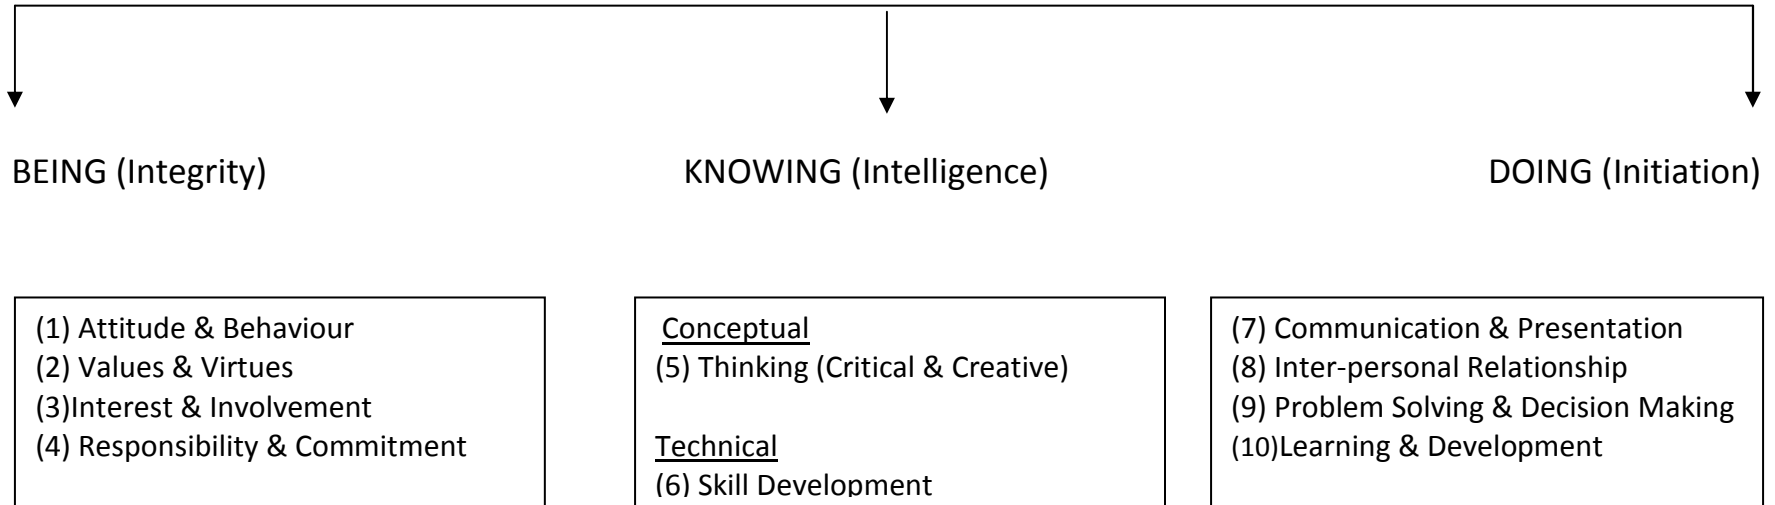 BEING (Integrity)
KNOWING (Intelligence)
DOING (Initiation)
(1) Attitude & Behaviour
(2) Values & Virtues
(3)Interest & Involvement
(4) Responsibility & Commitment
Conceptual
(5) Thinking (Critical & Creative)
Technical
(6) Skill Development
(7) Communication & Presentation
(8) Inter-personal Relationship
(9) Problem Solving & Decision Making
(10)Learning & Development